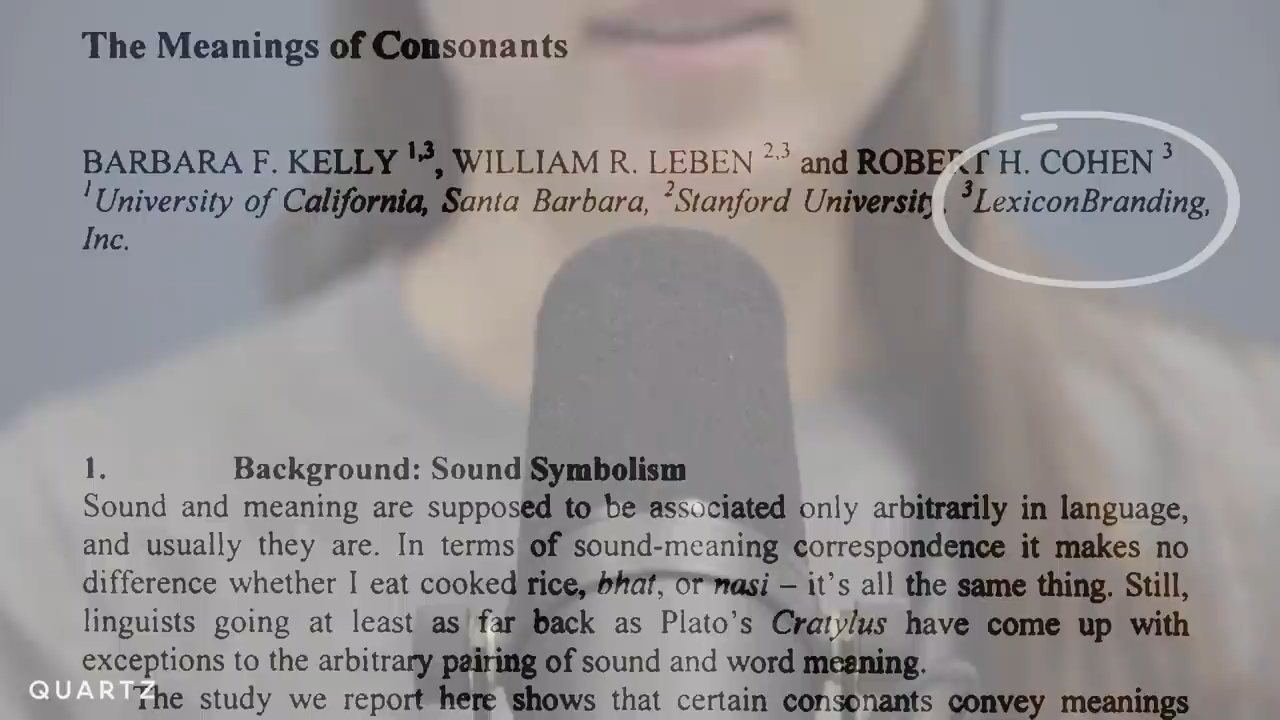 The Meanings of Consonants
BARBARA F. KELLY 1,3, WILLIAM R. LEBEN 2,3 and ROBERT H. COHEN 3
1University of California, Santa Barbara, 2Stanford University, 3LexiconBranding,
Inc.
1. Background: Sound Symbolism
Sound and meaning are supposed to be associated only arbitrarily in language,
and usually they are. In terms of sound-meaning correspondence it makes no
difference whether I eat cooked rice, bhat, or nasi – it's all the same thing. Still,
linguists going at least as far back as Plato's Cratylus have come up with
exceptions to the arbitrary pairing of sound and word meaning.
The study we report here shows that certain consonants convey meanings
QUARTZ